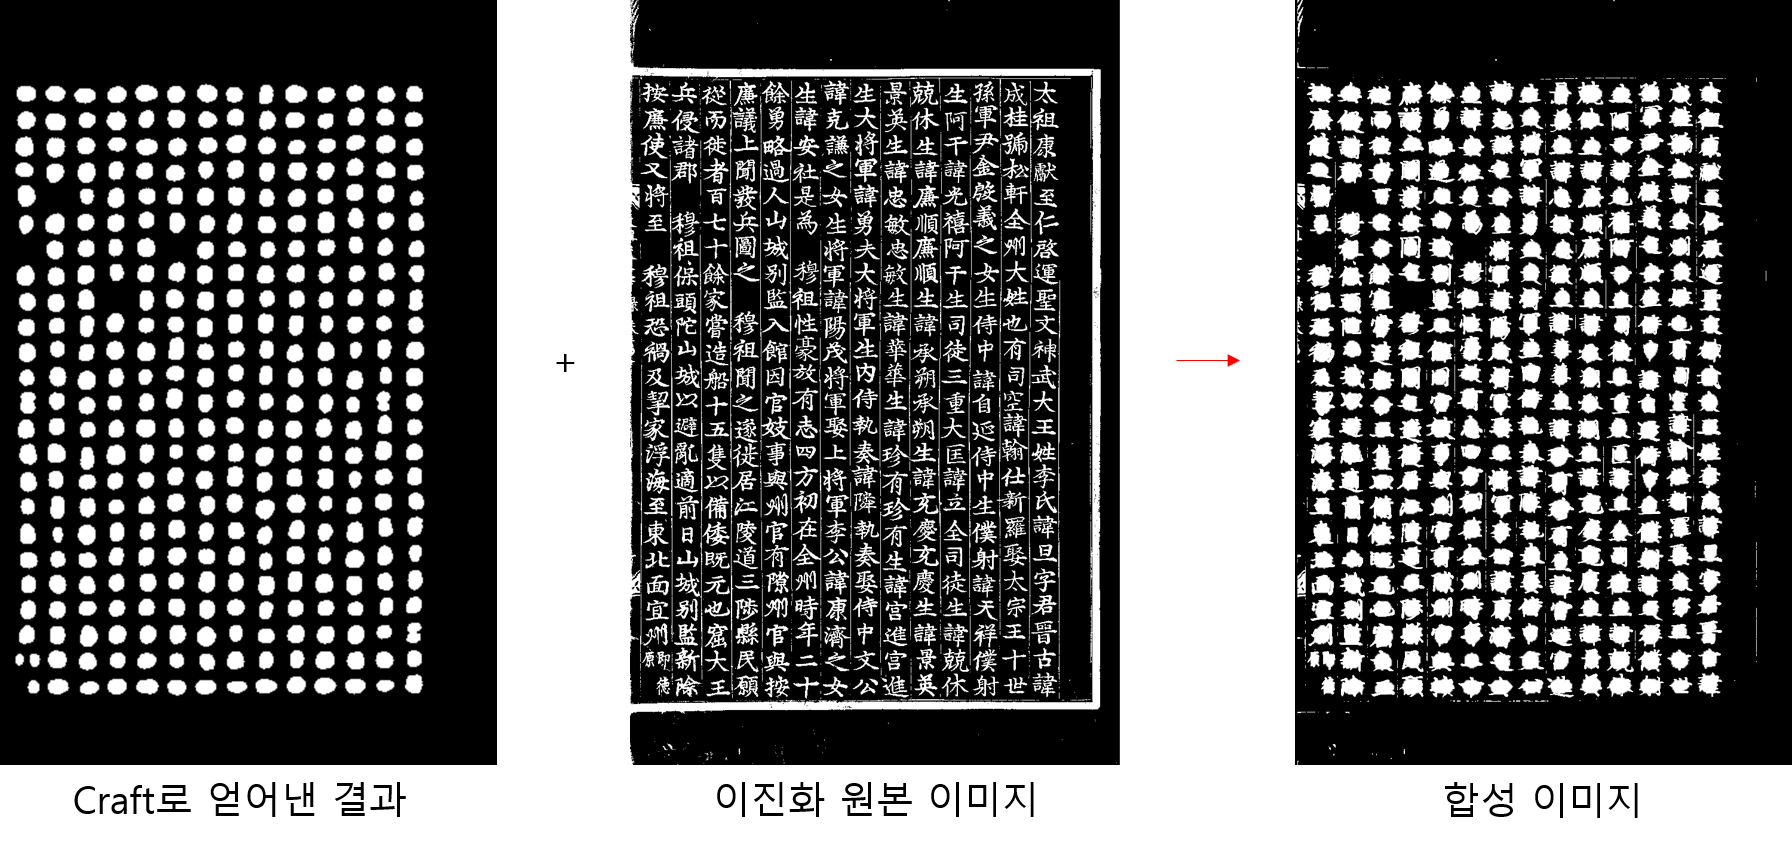 太祖康獻至仁啓運聖文神武大王姓李氏諱旦字君晉古諱
成桂號松軒全州大姓也有司空諱翰仕新羅娶太宗王十世
孫軍尹金殷義之女生侍中諱自延侍中生僕射諱天祥僕射
生阿干諱光禧阿干生司徒三重大匡諱立全司徒生諱兢休
兢休生諱廉順廉順生諱承朔承朔生諱充慶充慶生諱景英
景英生諱忠敏忠敏生諱華華生諱珍有珍有生諱宮進宮進
生大將軍諱勇夫大將軍生內侍執奏諱隣執奏娶侍中文公
諱克謙之女生將軍諱陽茂將軍娶上將軍李公諱康濟之女
生諱安社是為 穆祖性豪放有志四方初在全州時年二十
餘勇略過人山城別監入館因官妓事與州官有隙州官與按
廉議上聞發兵圖之 穆祖聞之遂徙居江陵道三陟縣民願
從而徙者百七十餘家嘗造船十五隻以備倭既元也窟大王
兵侵諸郡 穆祖保頭陀山城以避亂適前日山城別監新除
按廉使又將至 穆祖恐禍及挈家浮海至東北面宜州即德原
+
Craft로 얻어낸 결과
이진화 원본 이미지
합성 이미지